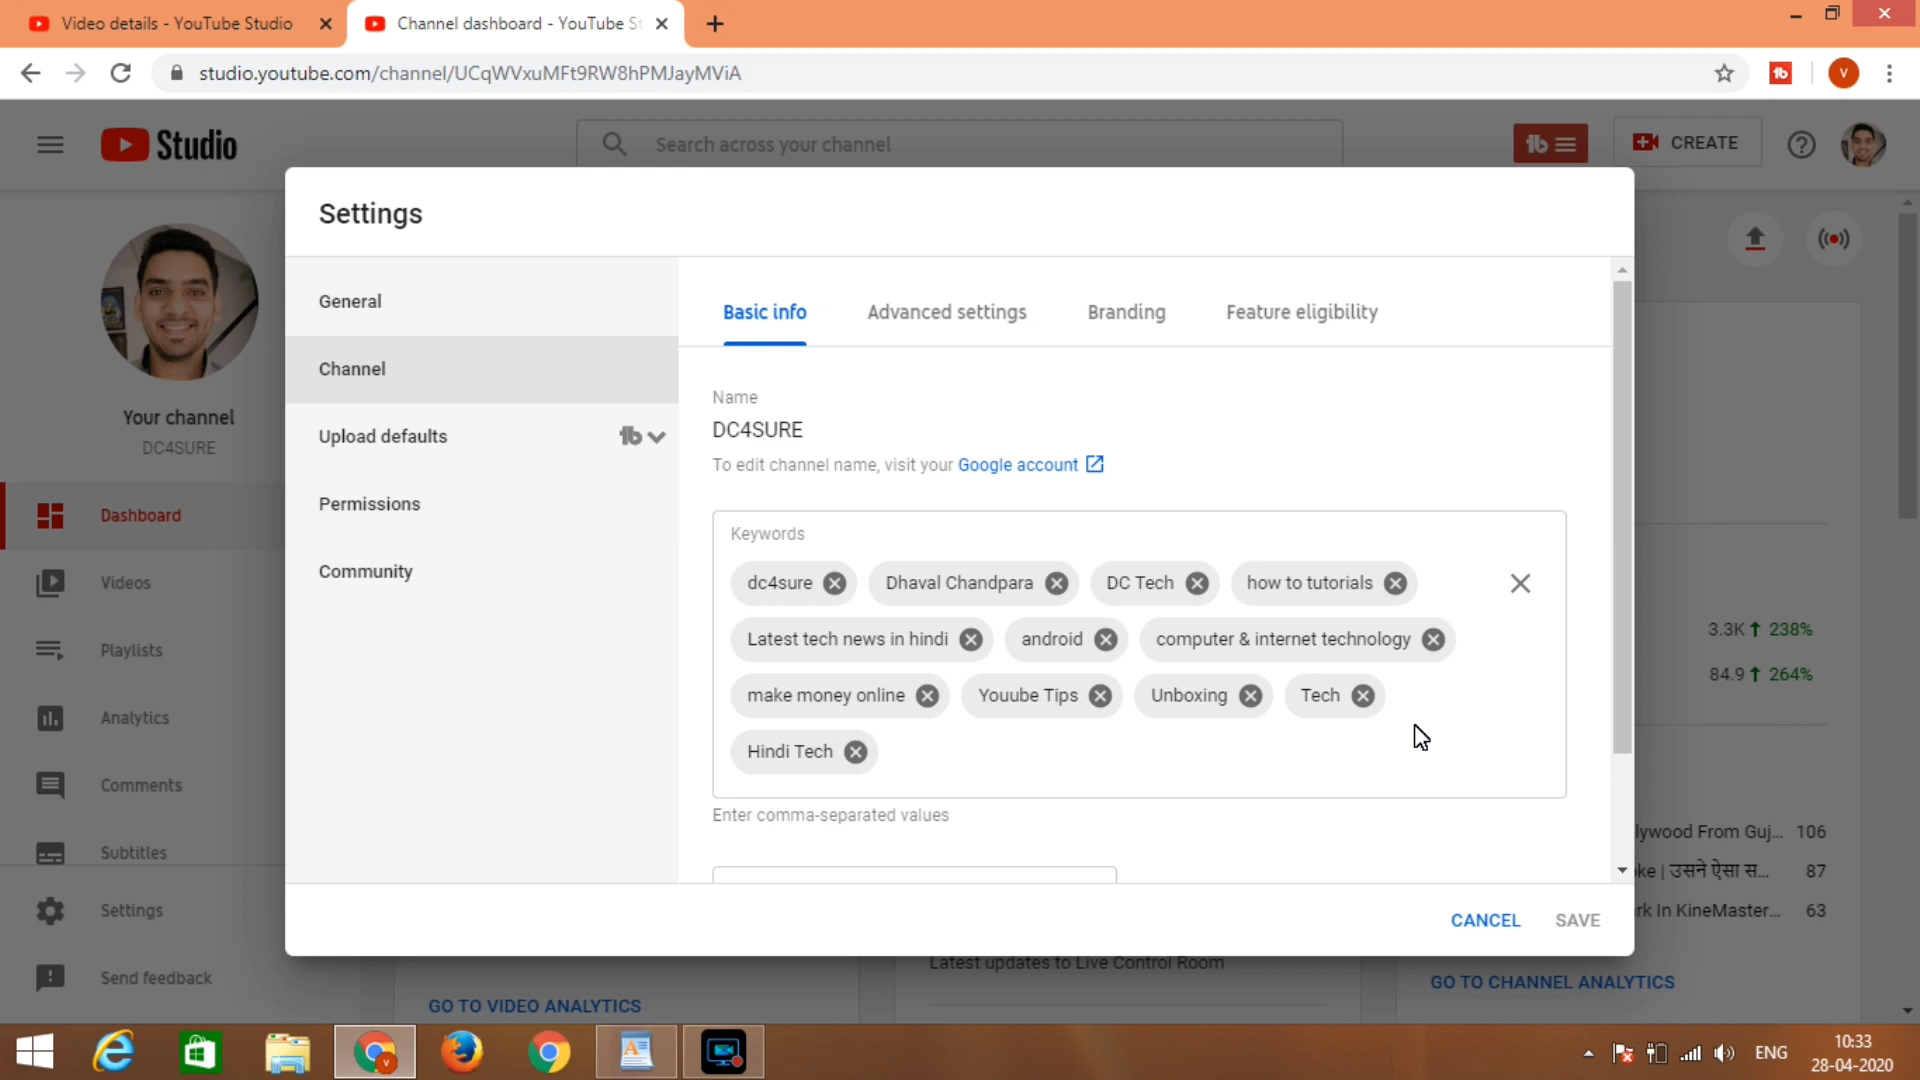 Video details - YouTube Studio
Channel dashboard - YouTube St
studio.youtube.com/channel/UCqWVxuMFt9RW8hPMJayMViA
V
Studio
Search across your channel
CREATE
Settings
General
Channel
Upload defaults
Permissions
Community
Basic info
Advanced settings
Branding
Feature eligibility
Name
DC4SURE
To edit channel name, visit your Google account
Keywords
dc4sure
Dhaval Chandpara
DC Tech
how to tutorials
Latest tech news in hindi
android
computer & internet technology
make money online
Youube Tips
Unboxing
Tech
Hindi Tech
Enter comma-separated values
CANCEL
SAVE
Your channel
DC4SURE
Dashboard
Videos
Playlists
Analytics
Comments
Subtitles
Settings
Send feedback
3.3K 238%
84.9 264%
lywood From Guj... 106
ke | उसने ऐसा स... 87
rk In KineMaster... 63
Latest updates to Live Control Room
GO TO VIDEO ANALYTICS
GO TO CHANNEL ANALYTICS
ENG
10:33
28-04-2020